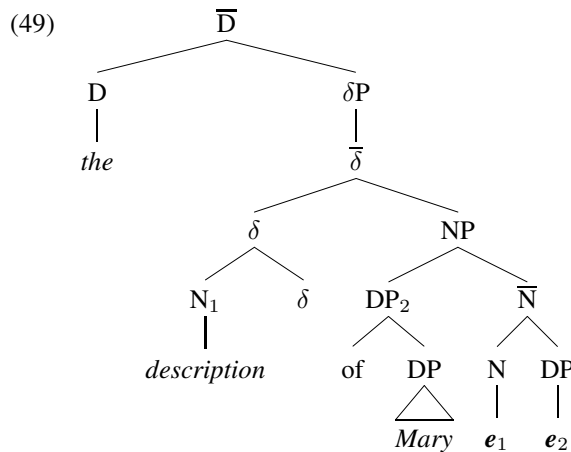 (49) D̅
D δP
the δ̅
δ NP
N₁ δ DP₂ N̅
description of DP N DP
Mary e₁ e₂